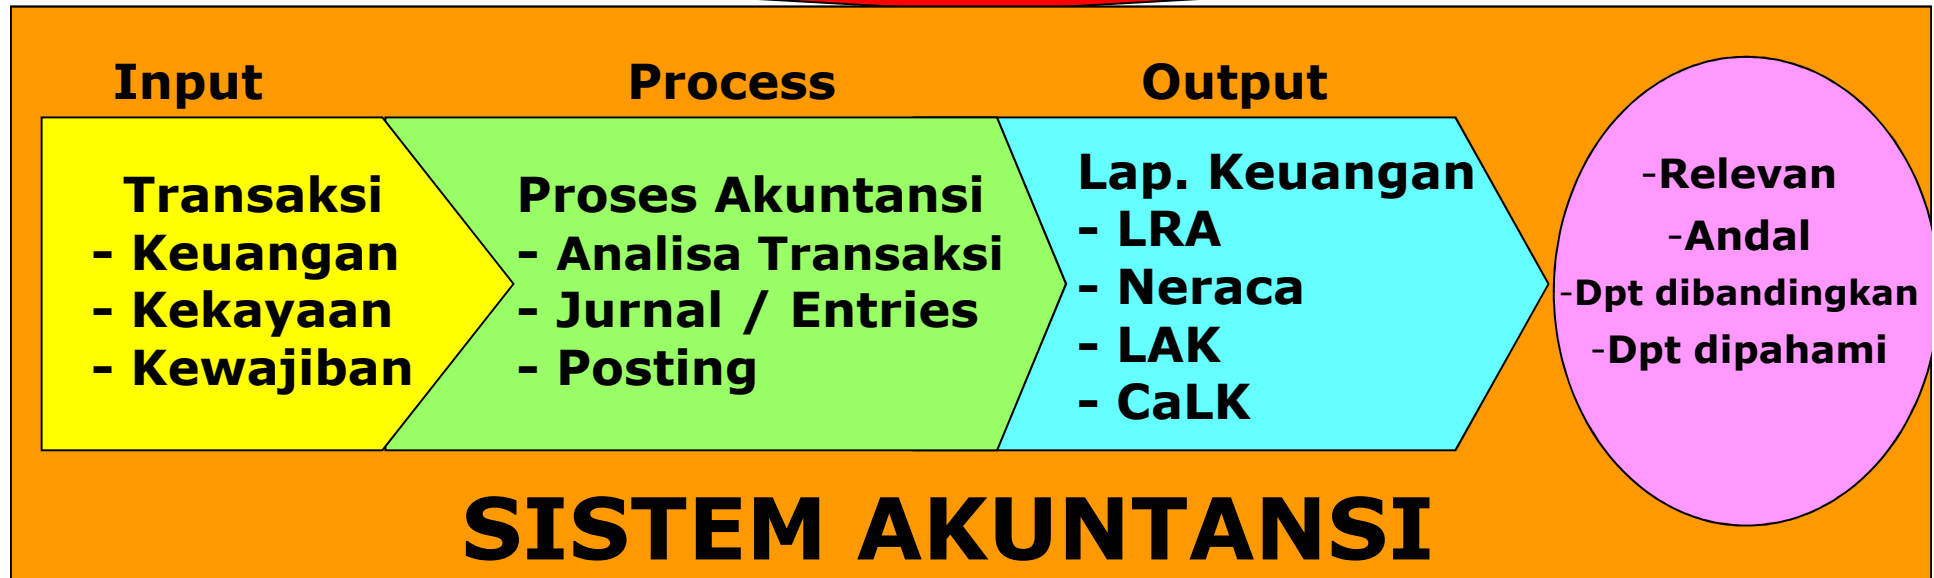 Input
Transaksi
- Keuangan
- Kekayaan
- Kewajiban
Process
Proses Akuntansi
- Analisa Transaksi
- Jurnal / Entries
- Posting
Output
Lap. Keuangan
- LRA
- Neraca
- LAK
- CaLK
-Relevan
-Andal
-Dpt dibandingkan
-Dpt dipahami
SISTEM AKUNTANSI